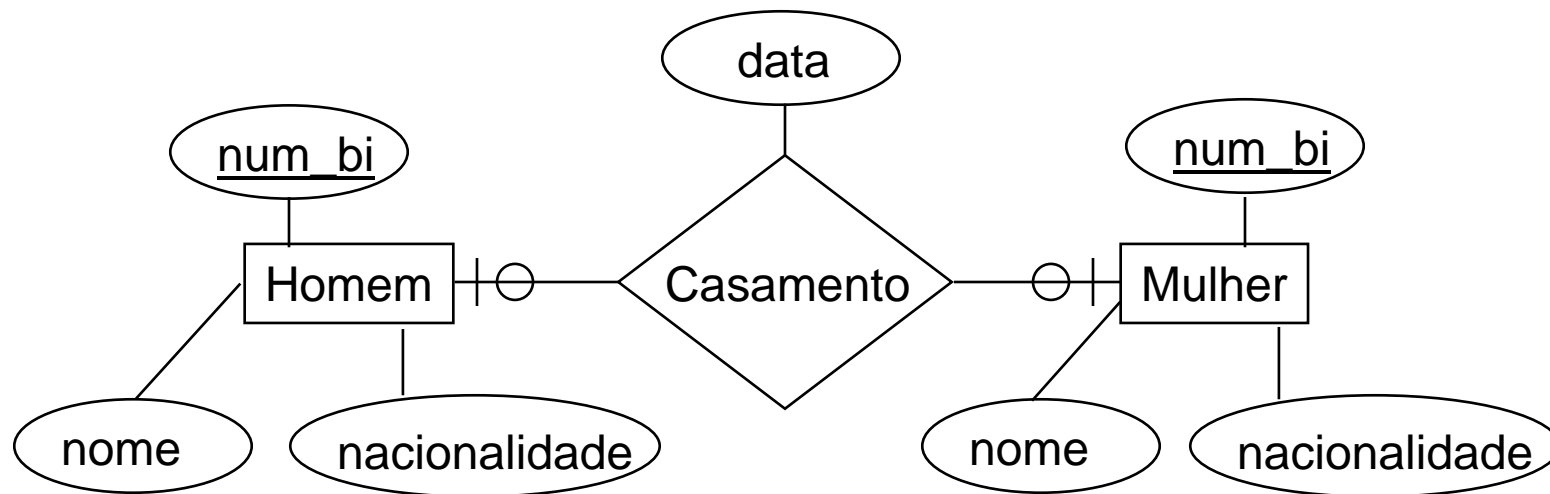 data
num_bi
num_bi
Homem
Casamento
Mulher
nome
nacionalidade
nome
nacionalidade